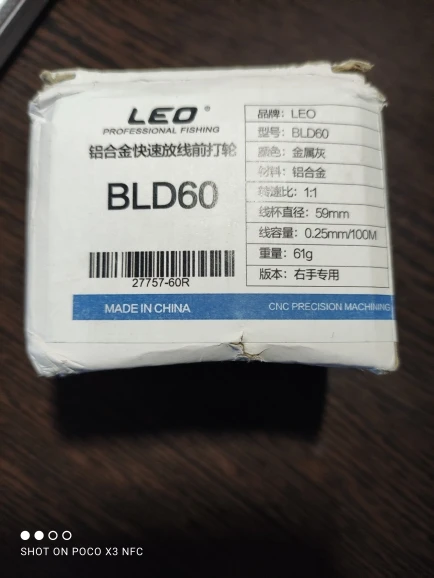 LEO®
PROFESSIONAL FISHING
铝合金快速放线前打轮
BLD60
27757-60R
品牌：LEO
型号：BLD60
颜色：金属灰
材料：铝合金
转速比：1:1
线杯直径：59mm
线容量：0.25mm/100M
重量：61g
版本：右手专用
MADE IN CHINA
CNC PRECISION MACHINING
SHOT ON POCO X3 NFC